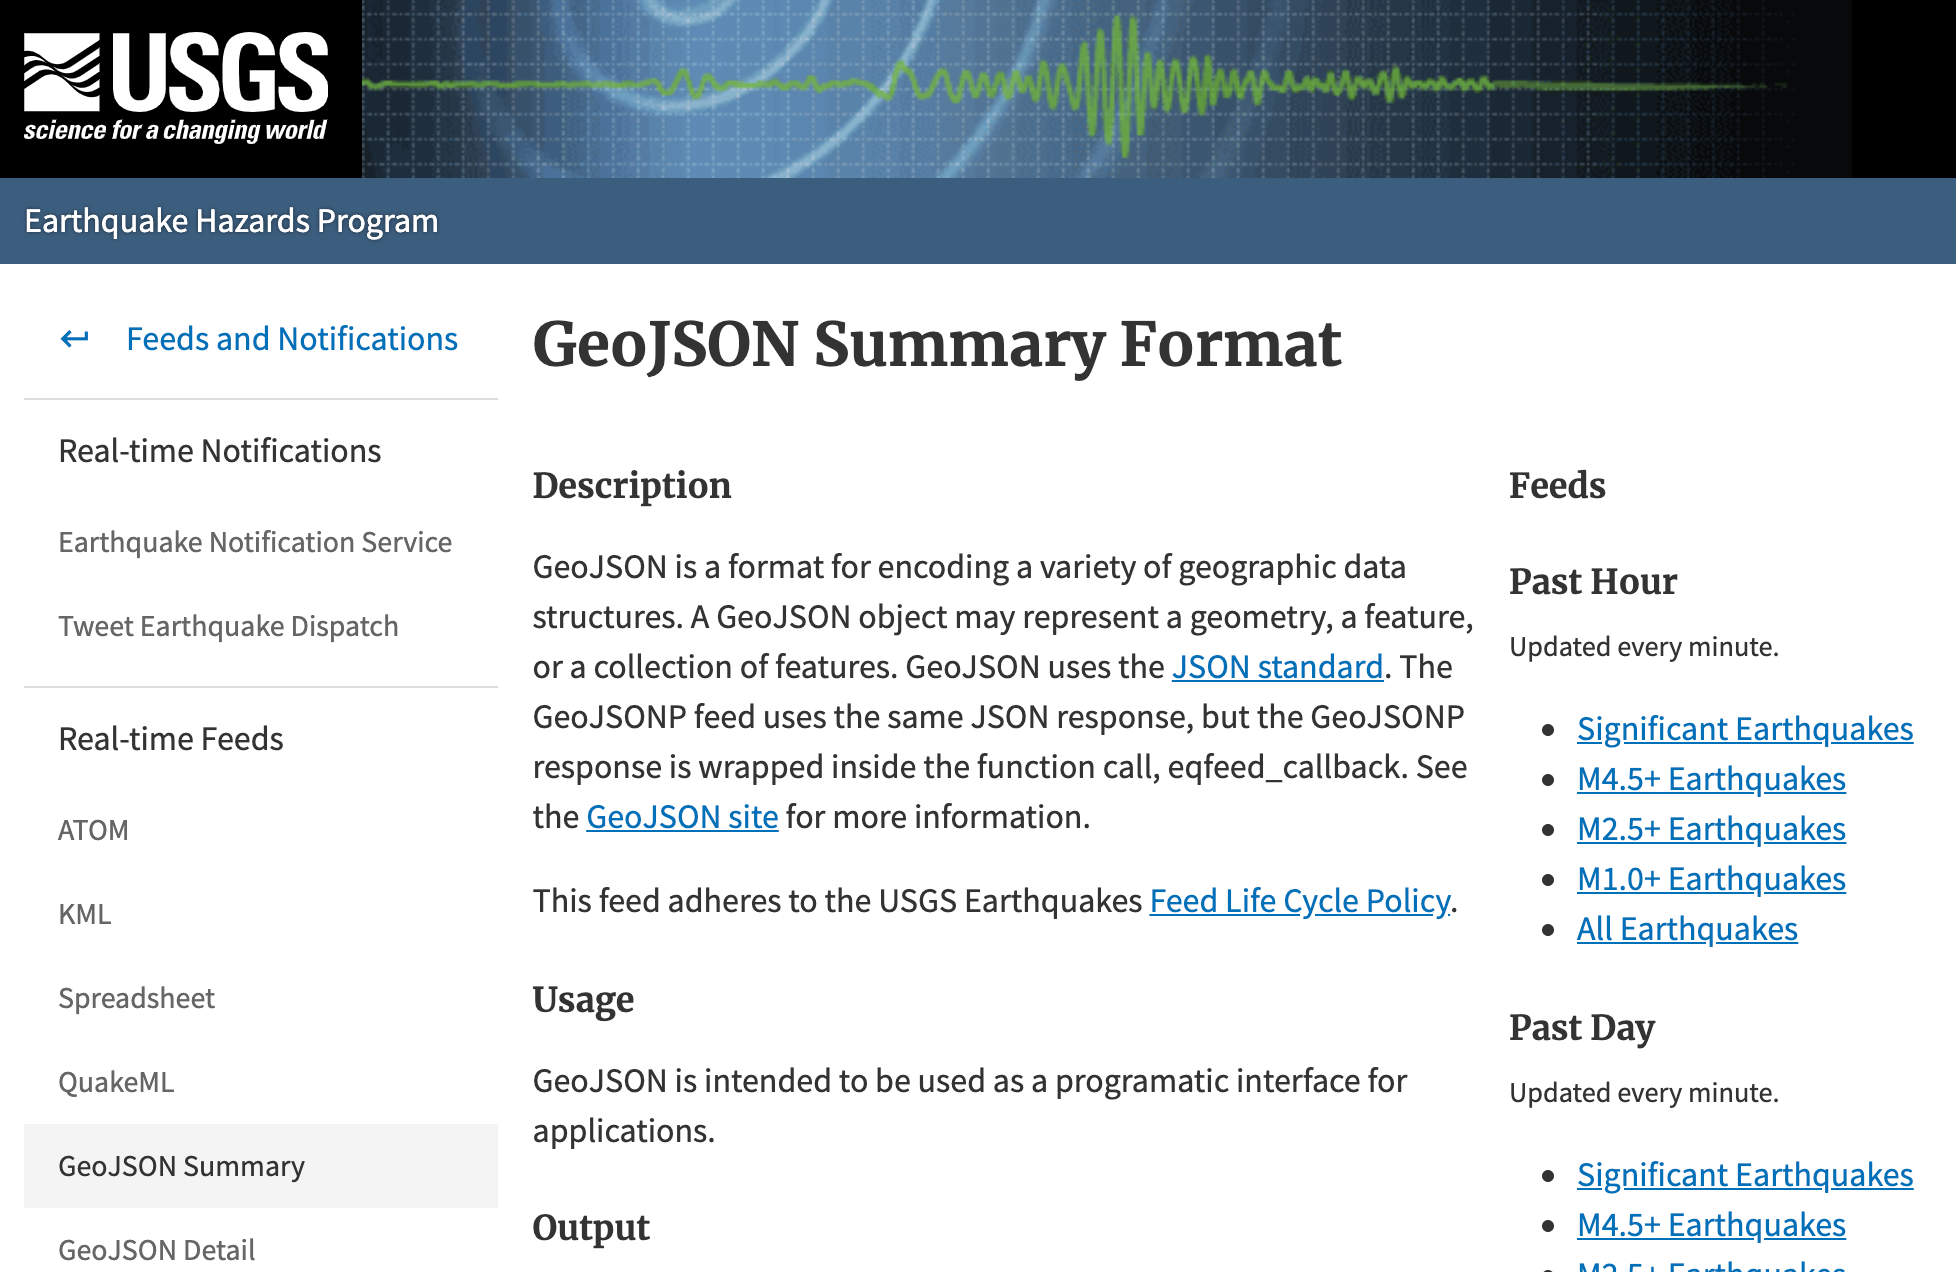 USGS
science for a changing world
Earthquake Hazards Program
Feeds and Notifications
Real-time Notifications
Earthquake Notification Service
Tweet Earthquake Dispatch
Real-time Feeds
ATOM
KML
Spreadsheet
QuakeML
GeoJSON Summary
GeoJSON Detail
GeoJSON Summary Format
Description
GeoJSON is a format for encoding a variety of geographic data
structures. A GeoJSON object may represent a geometry, a feature,
or a collection of features. GeoJSON uses the JSON standard. The
GeoJSONP feed uses the same JSON response, but the GeoJSONP
response is wrapped inside the function call, eqfeed_callback. See
the GeoJSON site for more information.
This feed adheres to the USGS Earthquakes Feed Life Cycle Policy.
Usage
GeoJSON is intended to be used as a programatic interface for
applications.
Output
Feeds
Past Hour
Updated every minute.
Significant Earthquakes
M4.5+ Earthquakes
M2.5+ Earthquakes
M1.0+ Earthquakes
All Earthquakes
Past Day
Updated every minute.
Significant Earthquakes
M4.5+ Earthquakes
M2.5+ Earthquakes